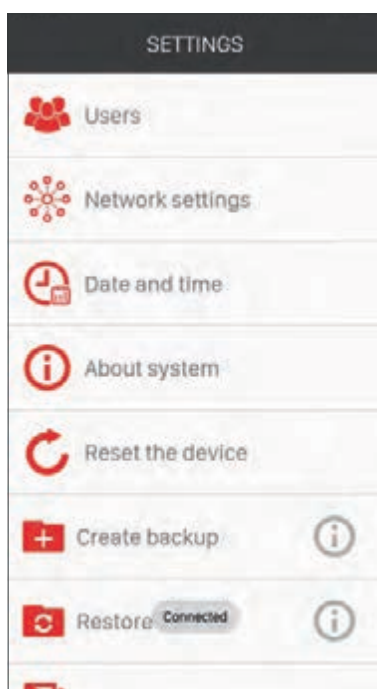 SETTINGS
Users
Network settings
Date and time
About system
Reset the device
Create backup
Restore Connected